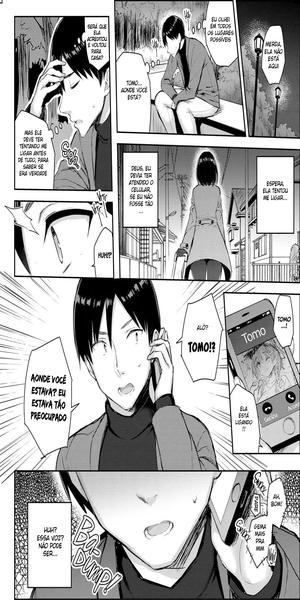 MERDA,
ELA NÃO
ESTÁ
AQUI
EU OLHEI
EM TODOS
OS LUGARES
POSSÍVEIS
TOMO...
AONDE VOCÊ
ESTÁ?
SERÁ QUE
ELA
ACREDITOU
E VOLTOU
PARA
CASA?
ESPERA,
ELA TENTOU
ME LIGAR...
DEUS, EU
DEVIA TER
ATENDIDO O
CELULAR,
SE EU NÃO
FOSSE TÃO
...
MAS ELE
DEVE TER
TENTANDO ME
LIGAR ANTES
DE TUDO, PARA
SABER SE
ERA VERDADE
...
HUH?
TOMO
...!
Tomo
ELA ESTÁ
LIGANDO
!!
ALÔ?
TOMO!?
AONDE VOCÊ
ESTAVA? EU
ESTAVA TÃO
PREOCUPADO
AH,
BOM!
GEMA
MAIS PRA
MIM
HUH?
ESSA VOZ?
NÃO PODE
SER...
BA-
DUMP!